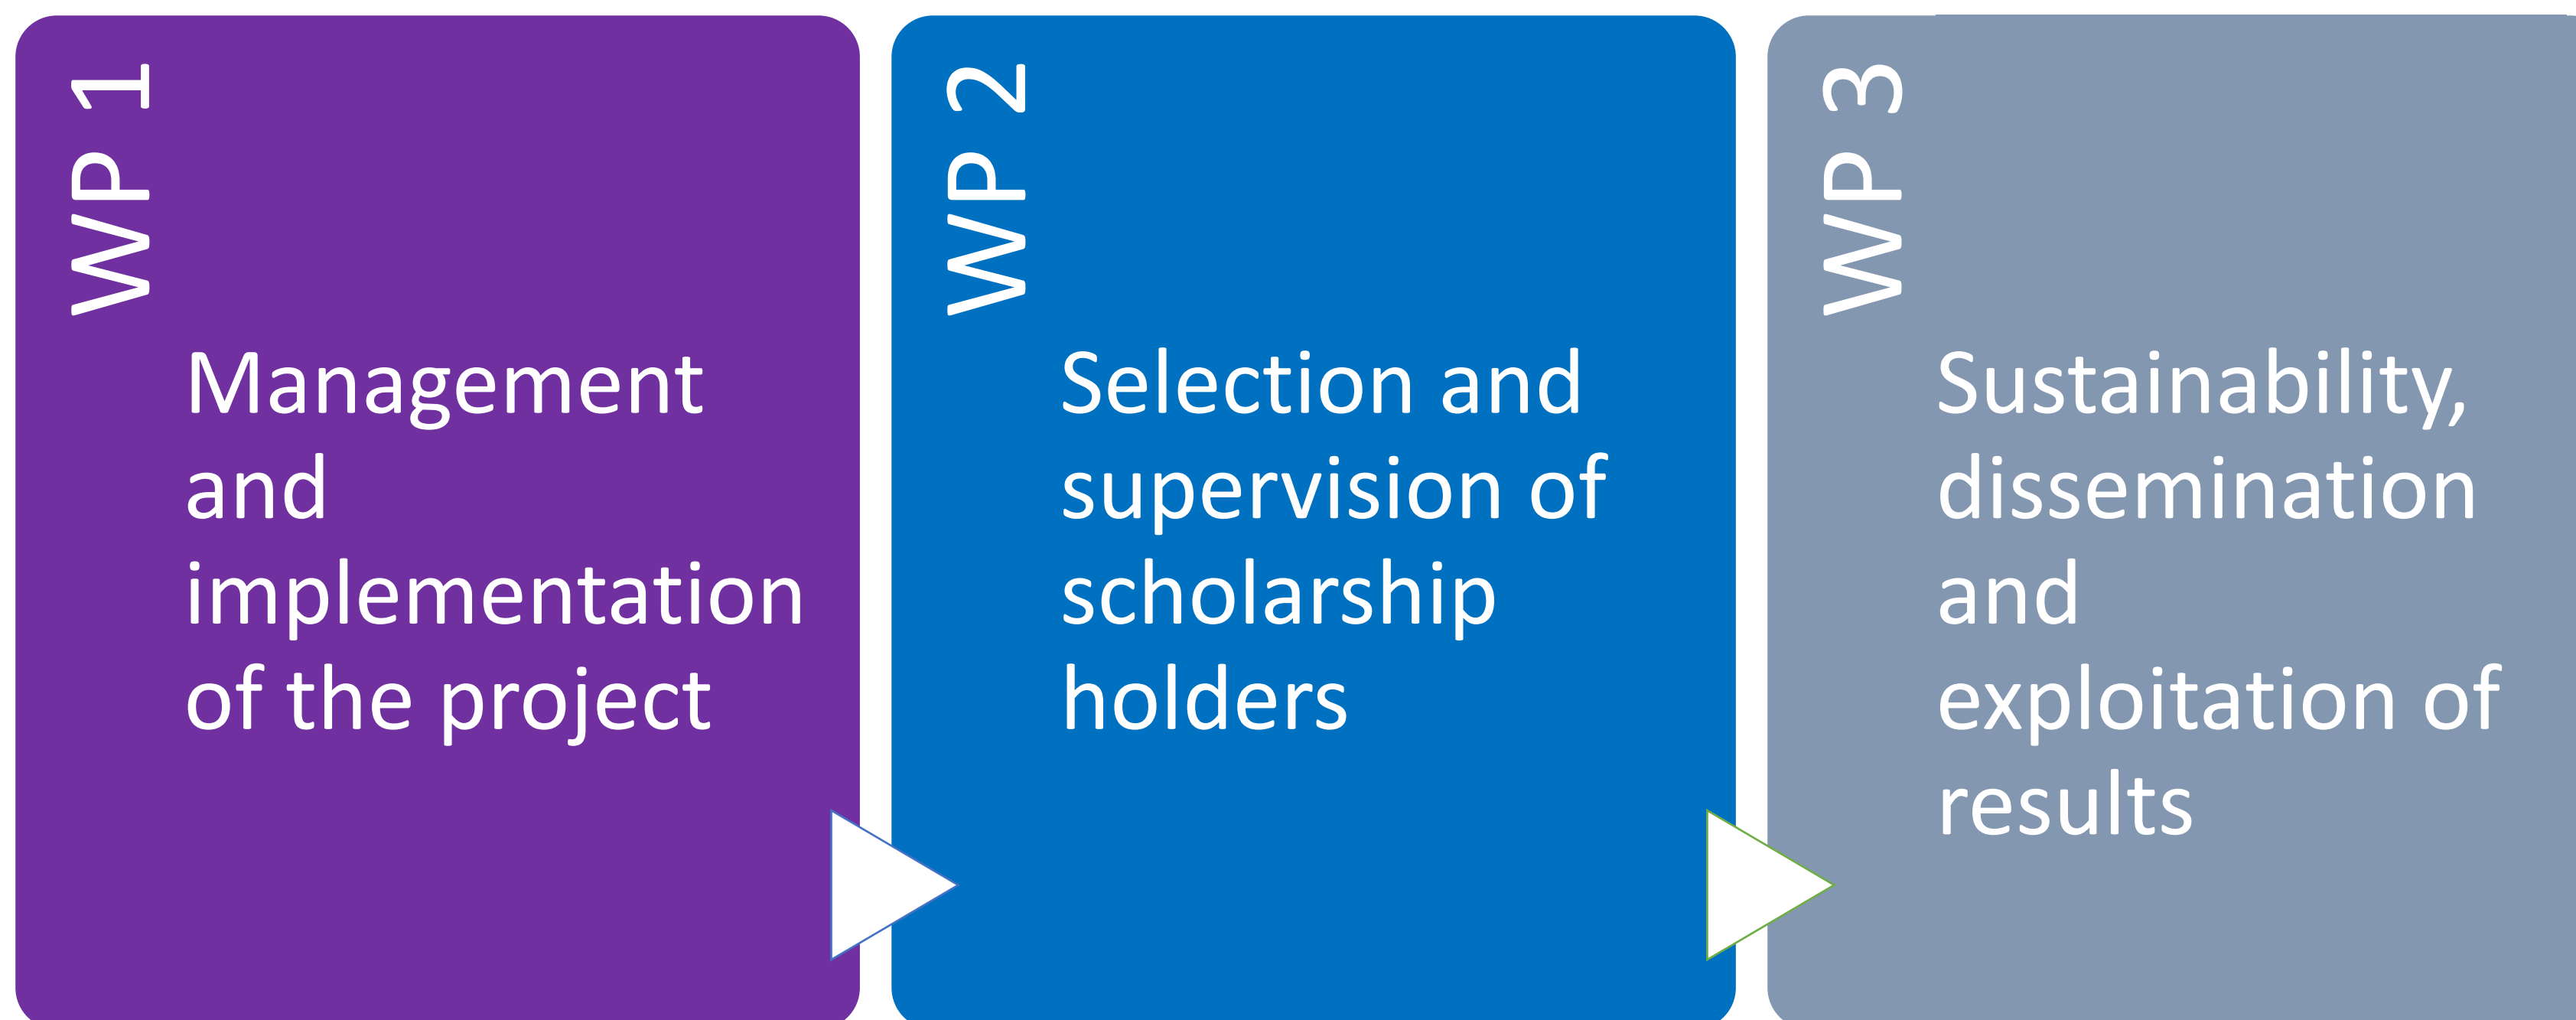 WP 1
Management
and
implementation
of the project
WP 2
Selection and
supervision of
scholarship
holders
WP 3
Sustainability,
dissemination
and
exploitation of
results